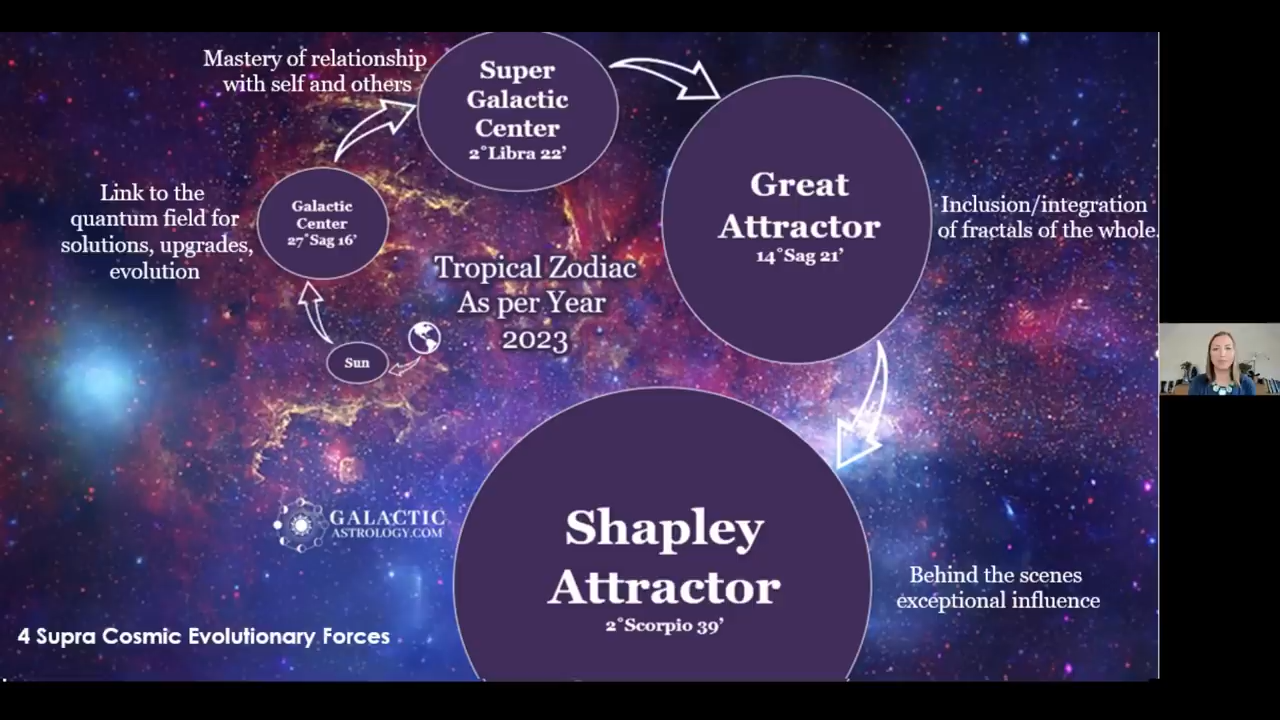 Mastery of relationship
with self and others
Super
Galactic
Center
2°Libra 22’
Great
Attractor
14°Sag 21’
Inclusion/integration
of fractals of the whole.
Link to the
quantum field for
solutions, upgrades,
evolution
Galactic
Center
27°Sag 16’
Tropical Zodiac
As per Year
2023
Sun
GALACTIC
ASTROLOGY.COM
Shapley
Attractor
2°Scorpio 39’
Behind the scenes
exceptional influence
4 Supra Cosmic Evolutionary Forces